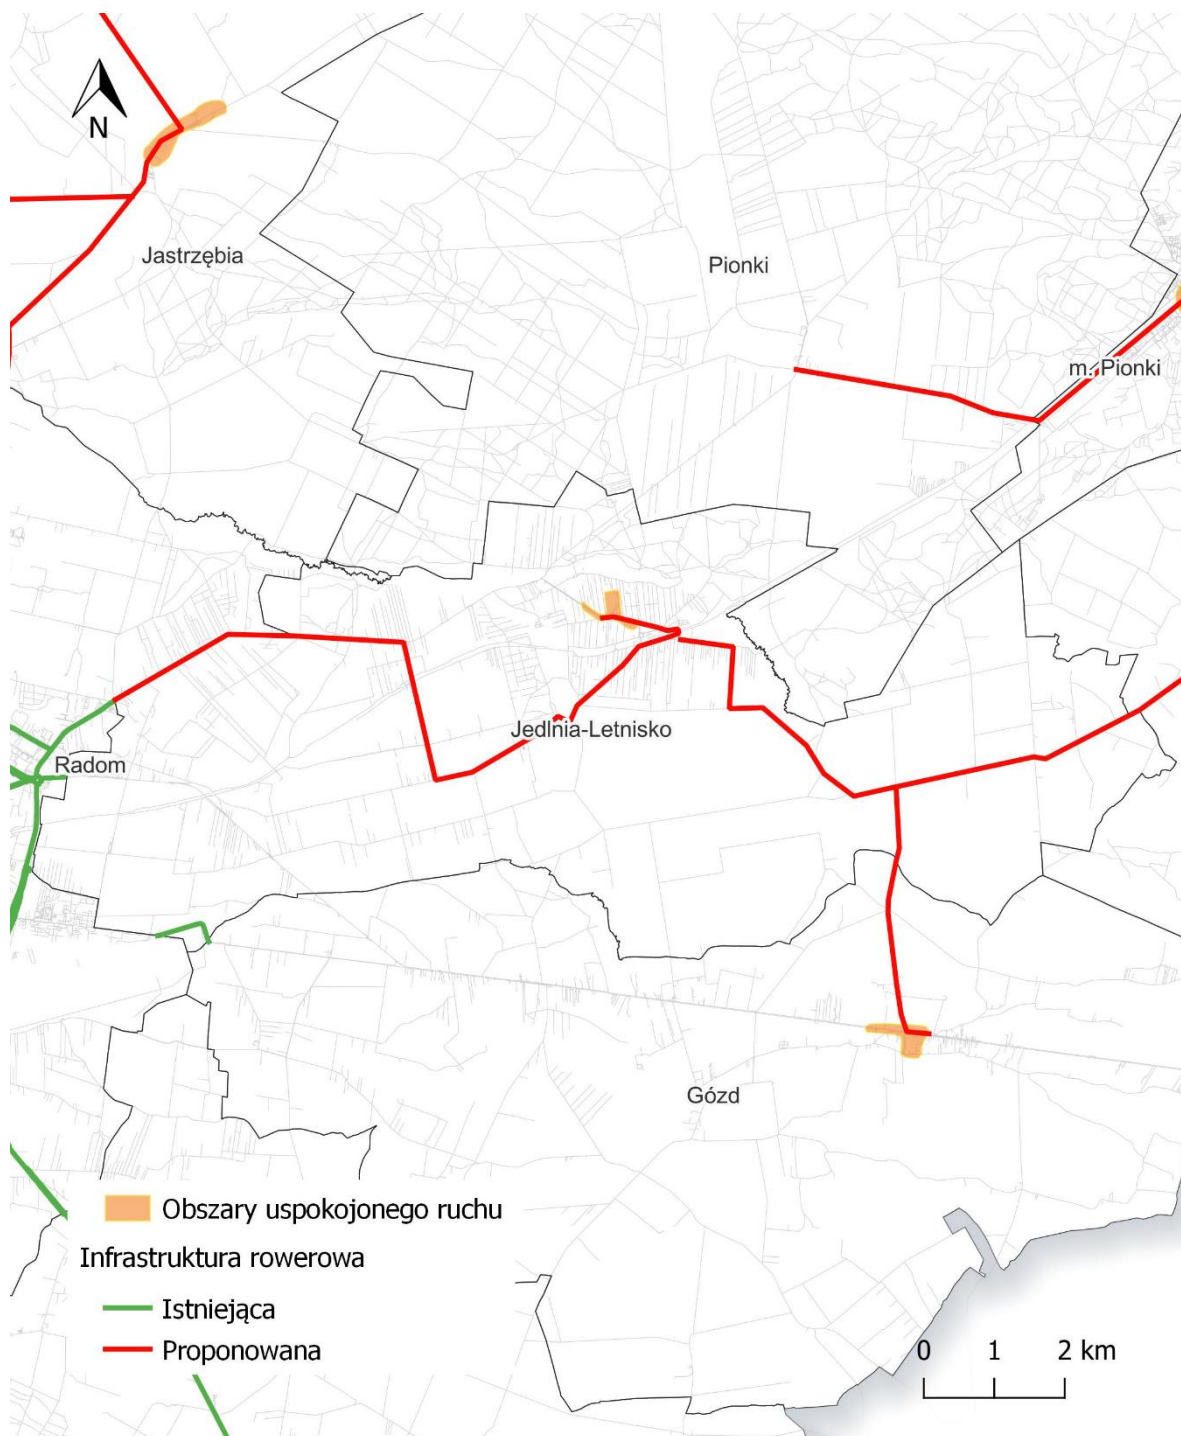 N
Jastrzębia
Pionki
m. Pionki
Jedlnia-Letnisko
Radom
Gózd
Obszary uspokojonego ruchu
Infrastruktura rowerowa
Istniejąca
Proponowana
0 1 2 km